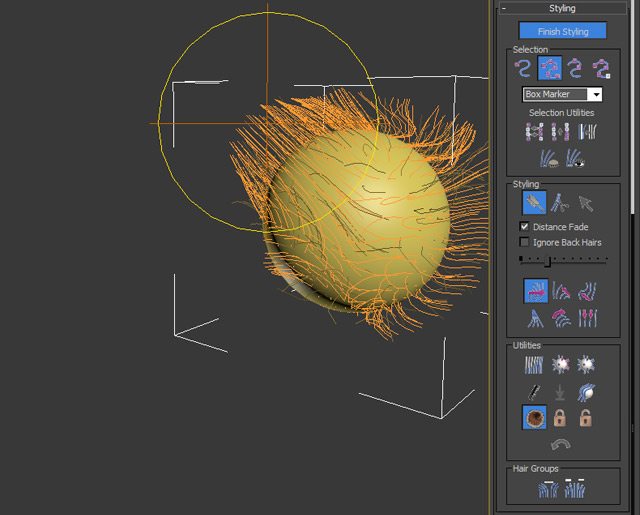 - Styling
Finish Styling
Selection
Box Marker
Selection Utilities
Styling
Distance Fade
Ignore Back Hairs
Utilities
Hair Groups